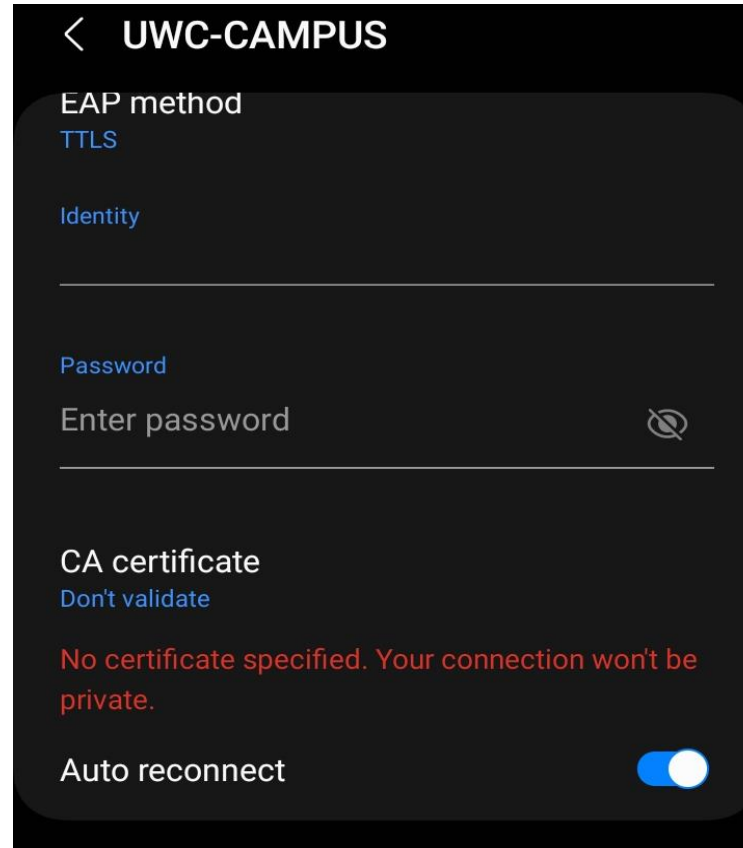 UWC-CAMPUS
EAP method
TTLS
Identity
Password
Enter password
CA certificate
Don't validate
No certificate specified. Your connection won't be
private.
Auto reconnect